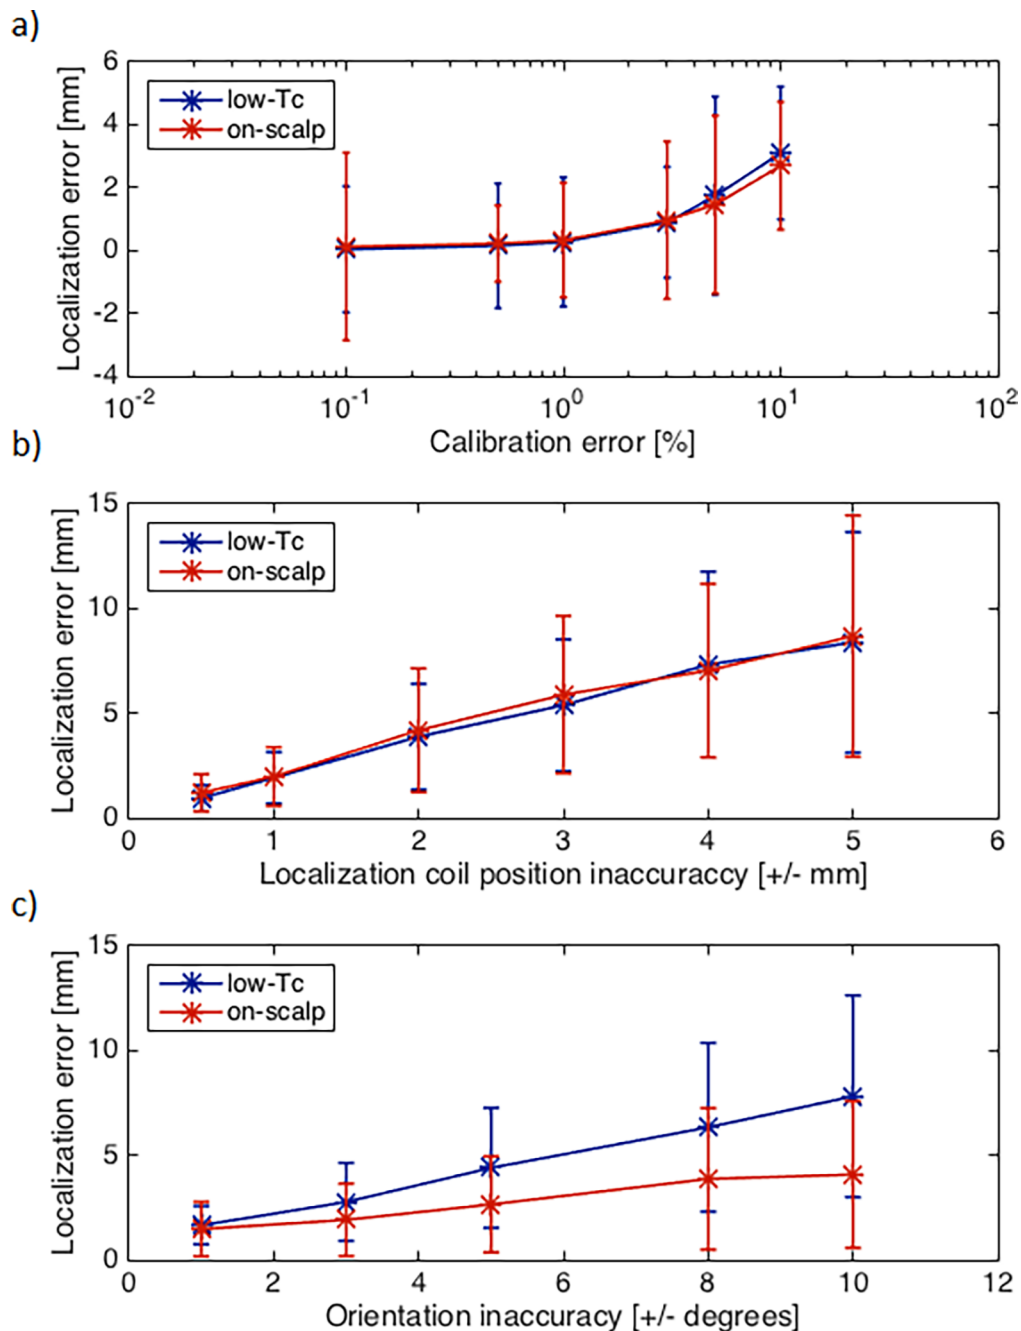 a)
6
4
2
0
-2
-4
Localization error [mm]
low-Tc
on-scalp
10-2
10-1
100
101
102
Calibration error [%]
b)
15
10
5
0
Localization error [mm]
low-Tc
on-scalp
0 1 2 3 4 5 6
Localization coil position inaccuraccy [+/- mm]
c)
15
10
5
0
Localization error [mm]
low-Tc
on-scalp
0 2 4 6 8 10 12
Orientation inaccuracy [+/- degrees]